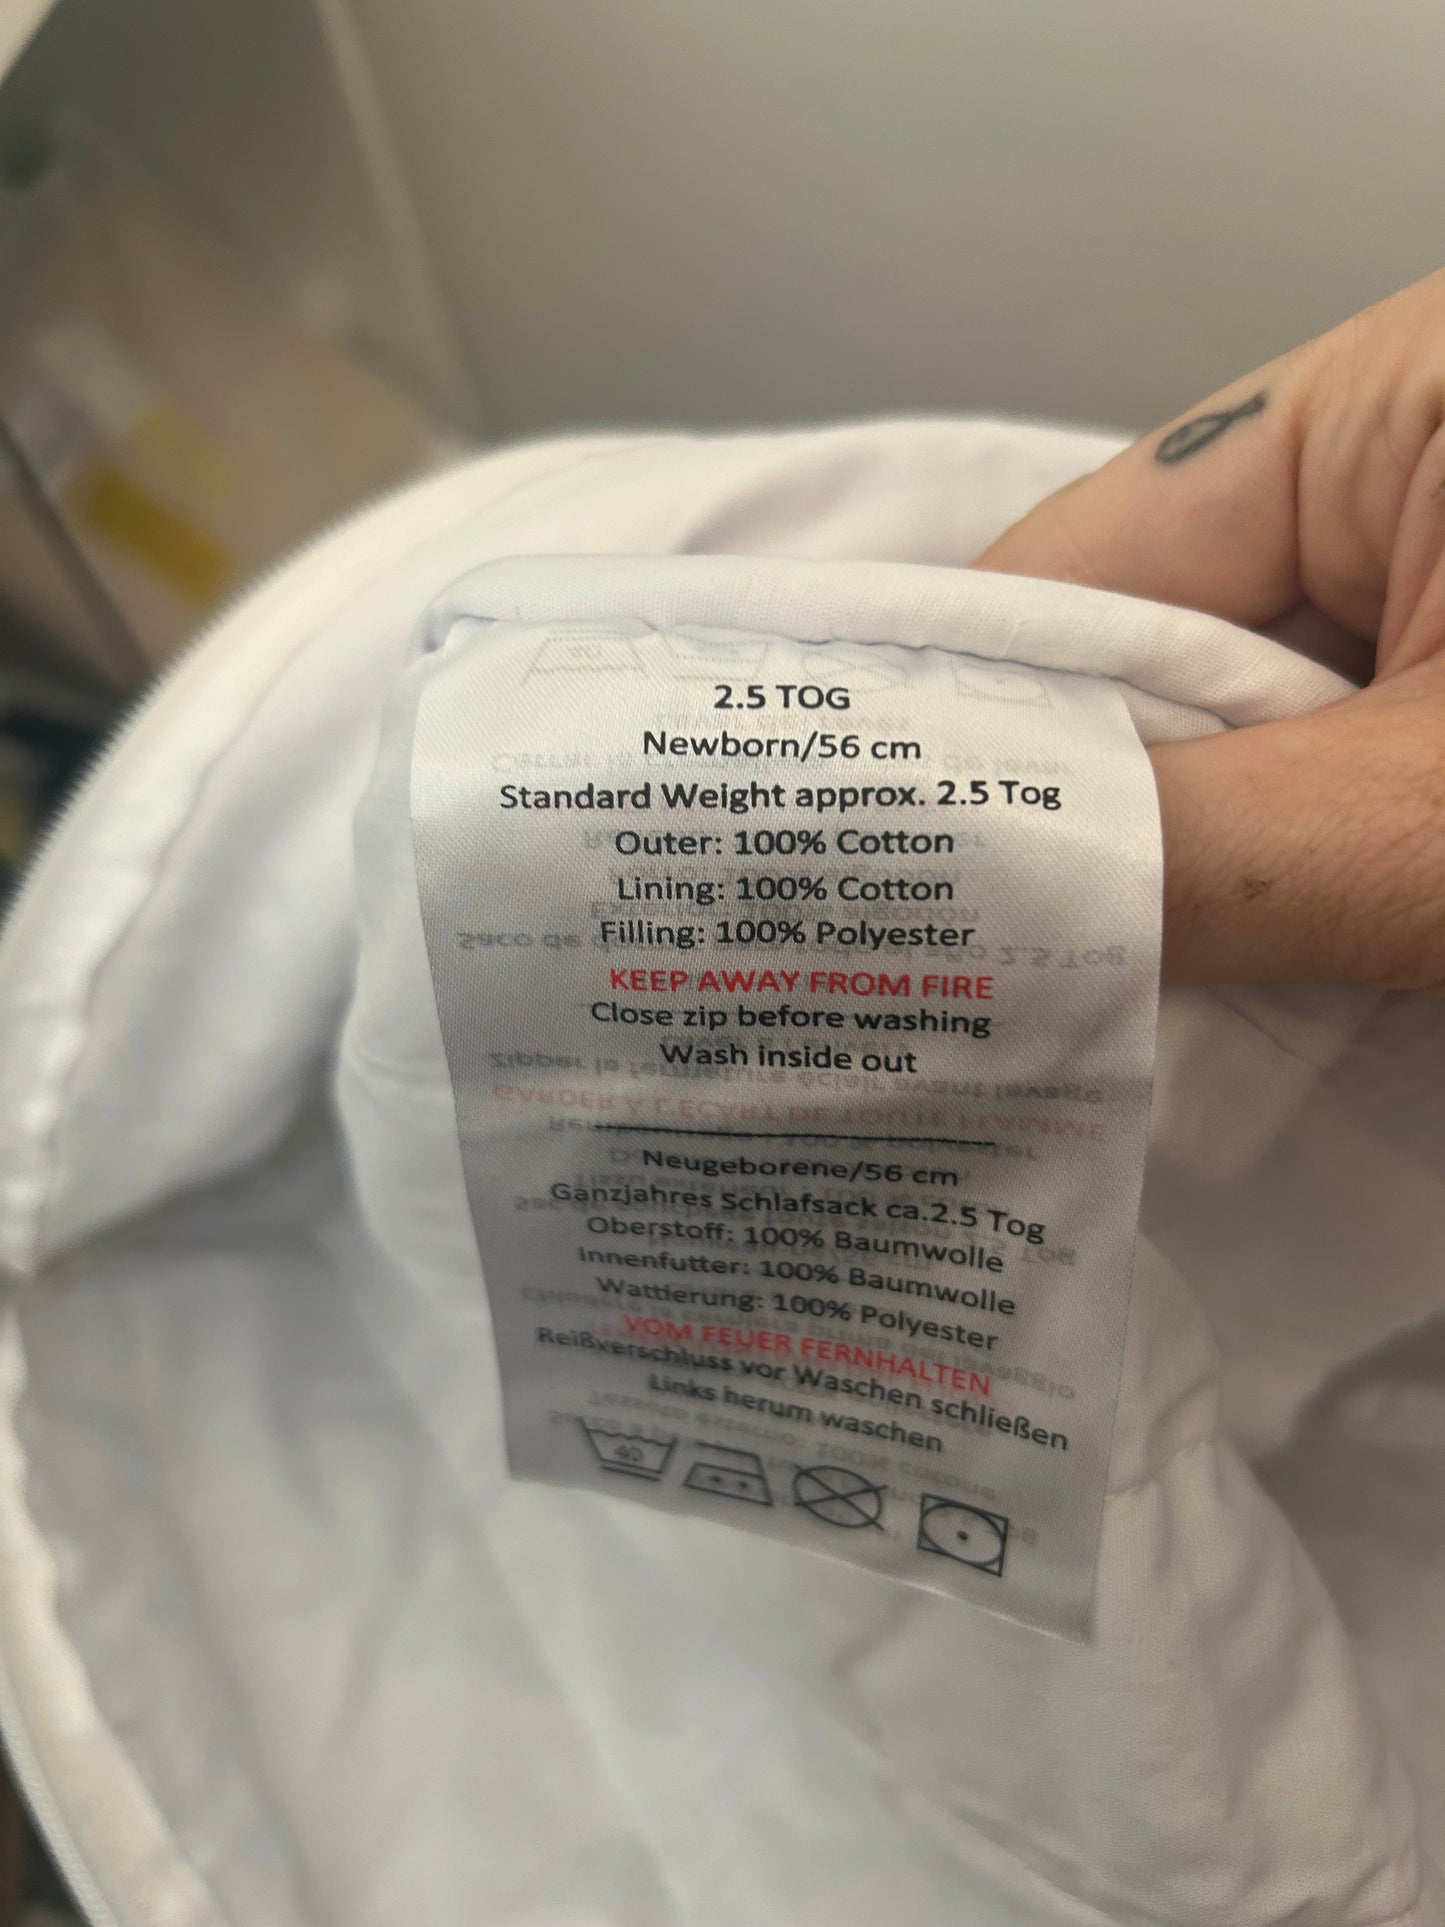 2.5 TOG
Newborn/56 cm
Standard Weight approx. 2.5 Tog
Outer: 100% Cotton
Lining: 100% Cotton
Filling: 100% Polyester
KEEP AWAY FROM FIRE
Close zip before washing
Wash inside out
Neugeborene/56 cm
Ganzjahres Schlafsack ca.2.5 Tog
Oberstoff: 100% Baumwolle
Innenfutter: 100% Baumwolle
Wattierung: 100% Polyester
VOM FEUER FERNHALTEN
Reißverschluss vor Waschen schließen
Links herum waschen
40